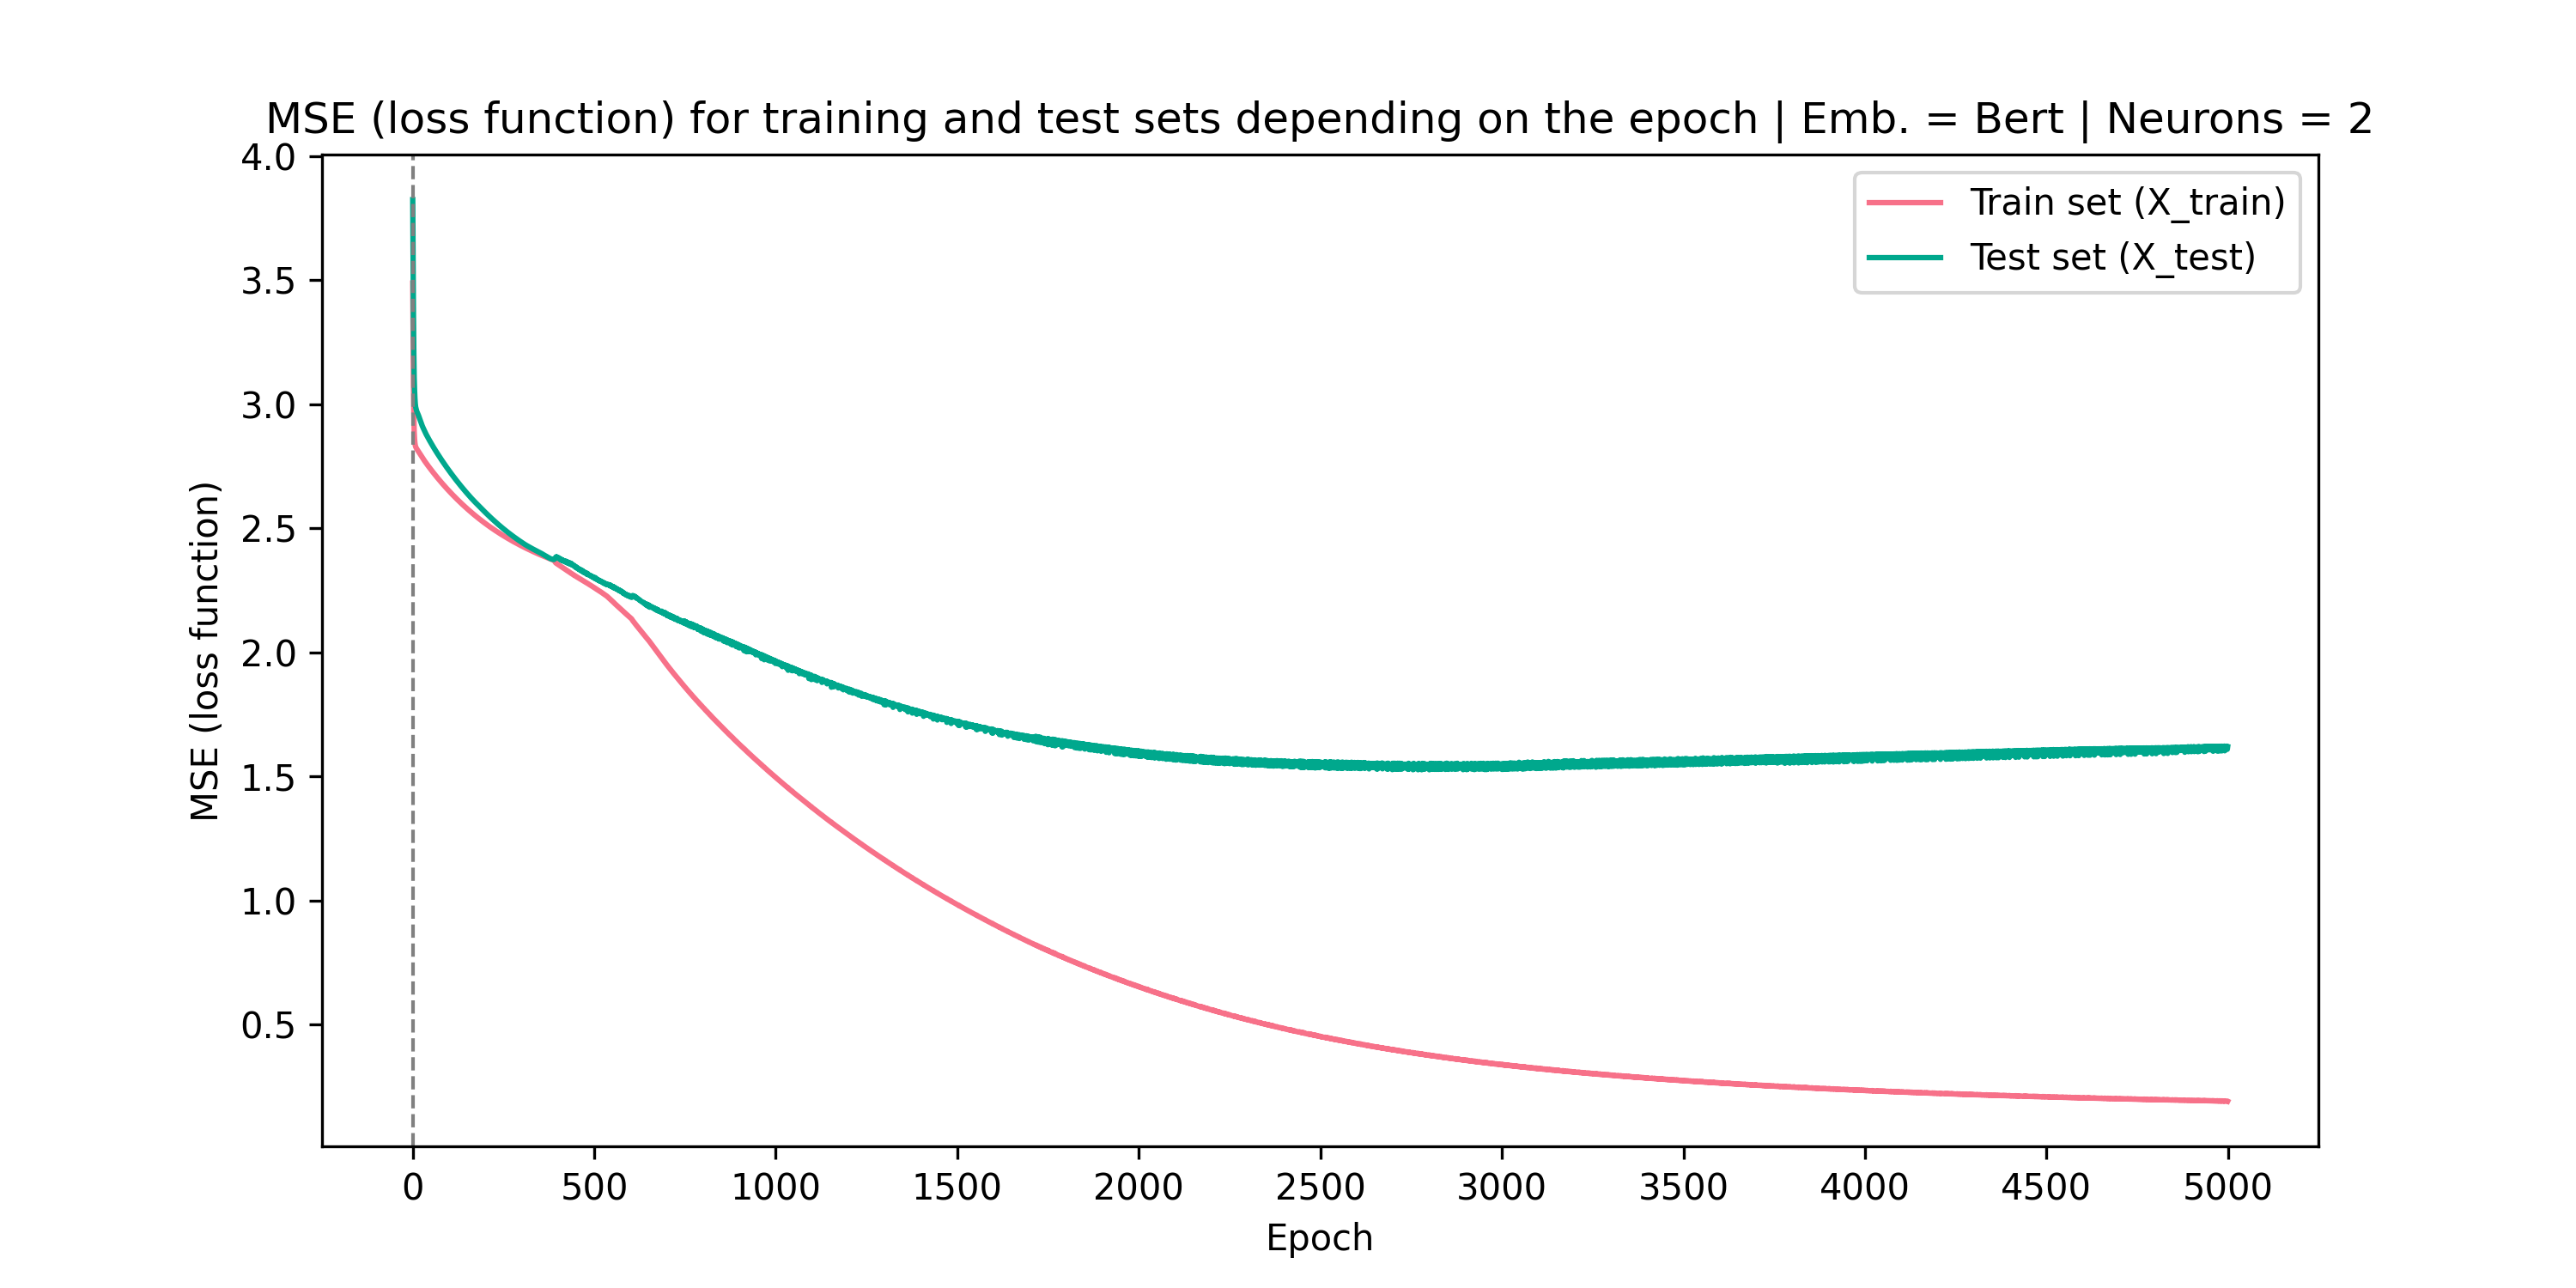 MSE (loss function) for training and test sets depending on the epoch | Emb. = Bert | Neurons = 2
Train set (X_train)
Test set (X_test)
MSE (loss function)
4.0
3.5
3.0
2.5
2.0
1.5
1.0
0.5
0 500 1000 1500 2000 2500 3000 3500 4000 4500 5000
Epoch